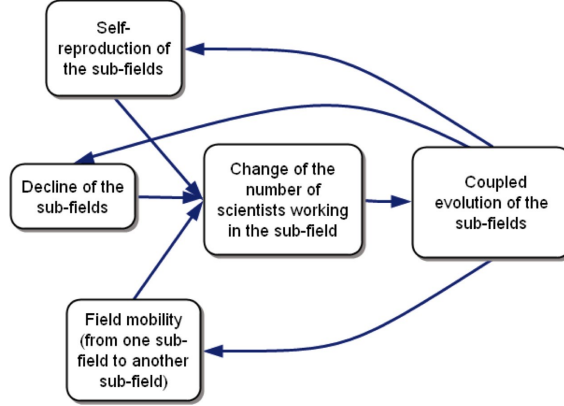 Self-
reproduction of
the sub-fields
Decline of the
sub-fields
Change of the
number of
scientists working
in the sub-field
Coupled
evolution of the
sub-fields
Field mobility
(from one sub-
field to another
sub-field)